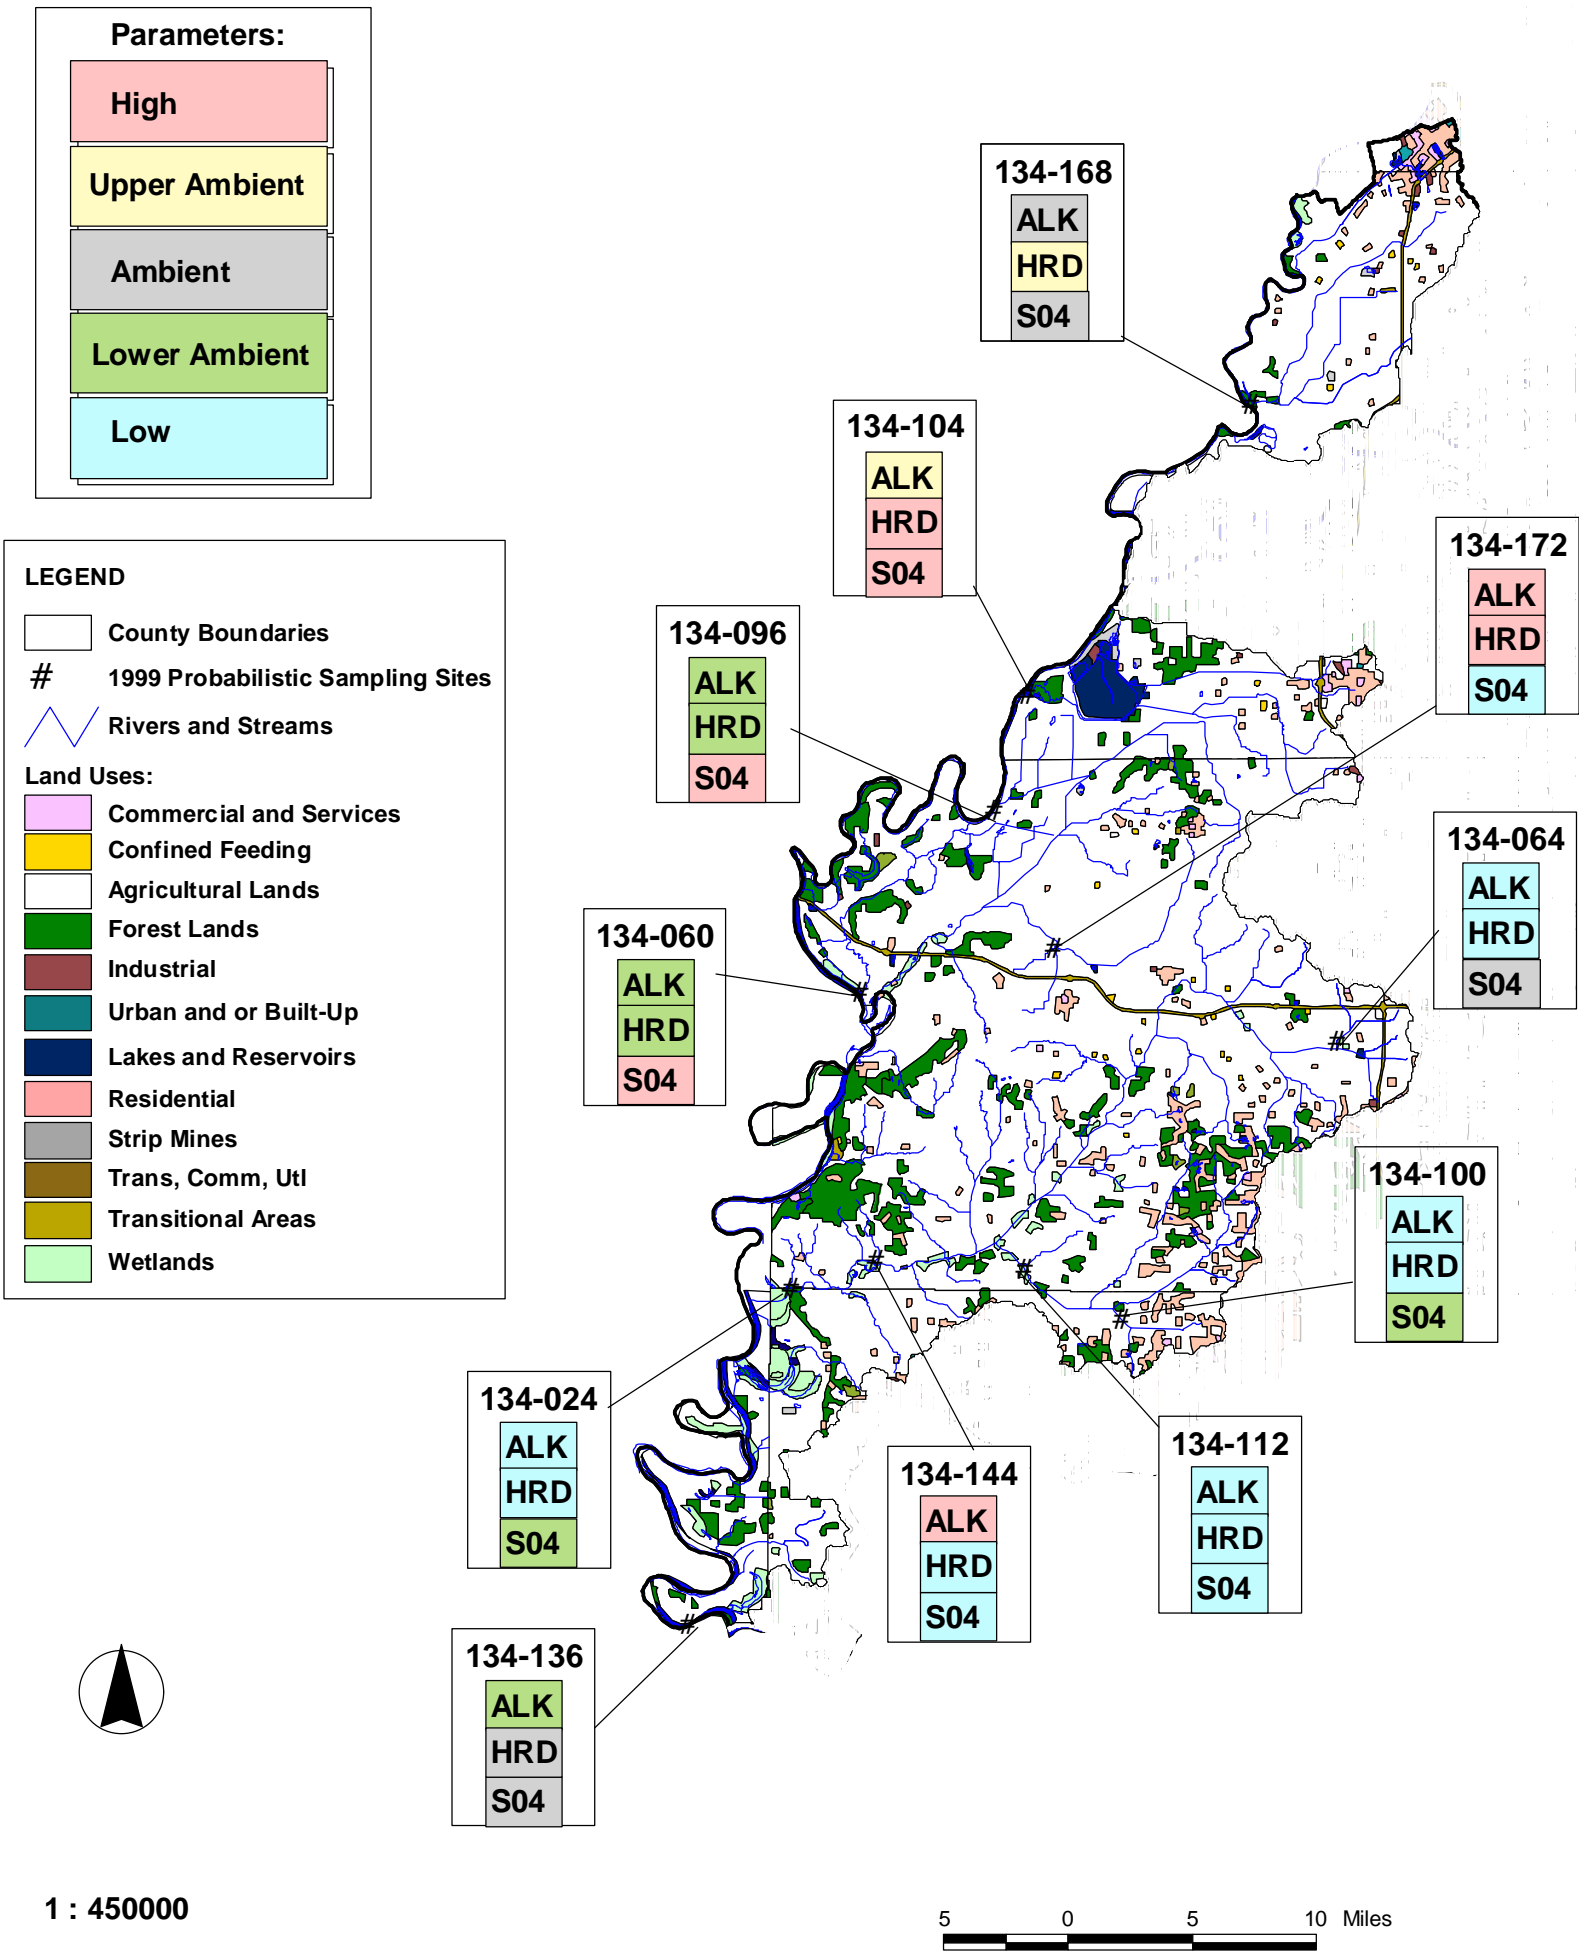 Parameters:
High
Upper Ambient
Ambient
Lower Ambient
Low
LEGEND
County Boundaries
# 1999 Probabilistic Sampling Sites
Rivers and Streams
Land Uses:
Commercial and Services
Confined Feeding
Agricultural Lands
Forest Lands
Industrial
Urban and or Built-Up
Lakes and Reservoirs
Residential
Strip Mines
Trans, Comm, Utl
Transitional Areas
Wetlands
134-168
ALK
HRD
S04
134-104
ALK
HRD
S04
134-172
ALK
HRD
S04
134-096
ALK
HRD
S04
134-064
ALK
HRD
S04
134-060
ALK
HRD
S04
134-100
ALK
HRD
S04
134-024
ALK
HRD
S04
134-144
ALK
HRD
S04
134-112
ALK
HRD
S04
134-136
ALK
HRD
S04
#
#
#
#
#
#
#
#
#
#
#
1 : 450000
5 0 5 10 Miles